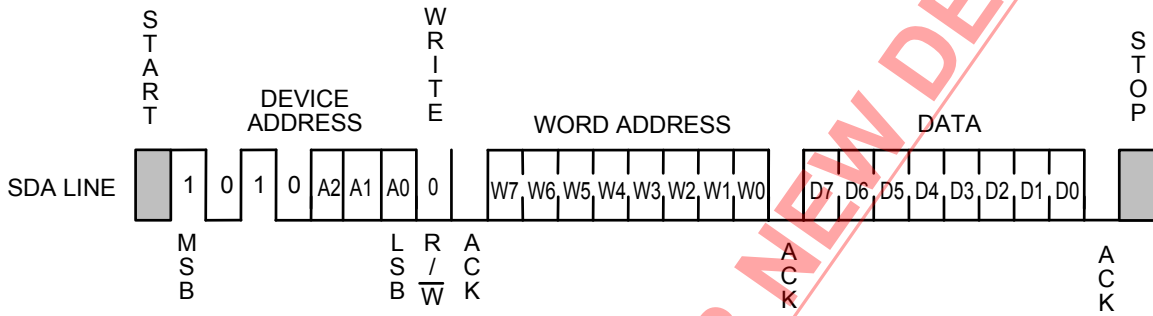 START
WRITE
STOP
DEVICE
ADDRESS
WORD ADDRESS
DATA
SDA LINE
1 0 1 0 A2 A1 A0 0 W7 W6 W5 W4 W3 W2 W1 W0 D7 D6 D5 D4 D3 D2 D1 D0
MSB
LSB
R/W
ACK
ACK
ACK
NEW DE